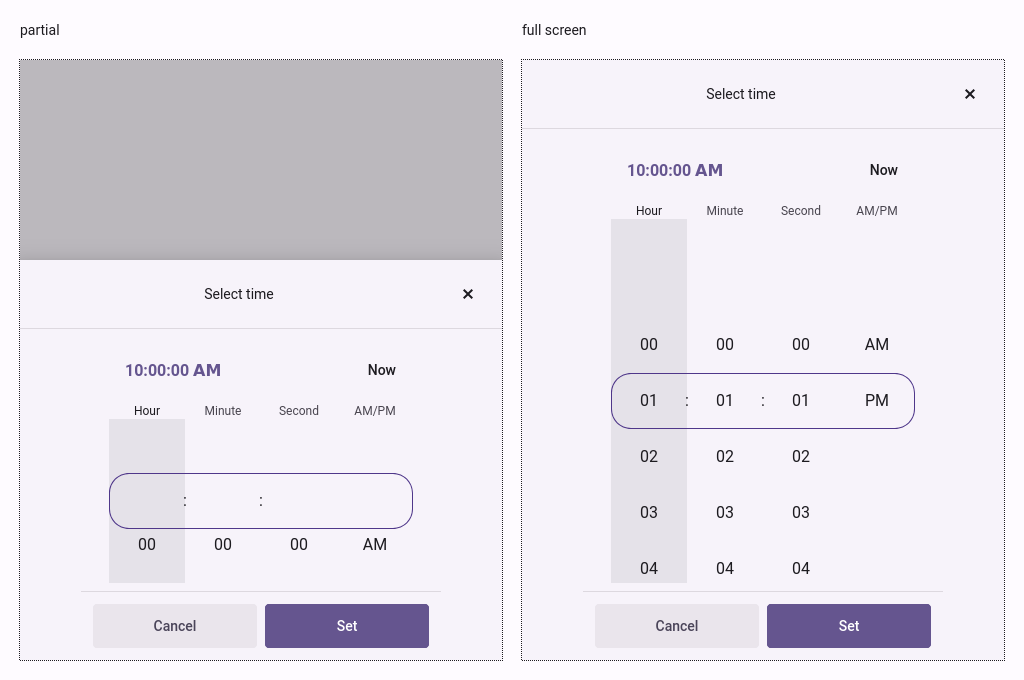 partial
full screen
Select time ✕
10:00:00 AM Now
Hour Minute Second AM/PM
: :
00 00 00 AM
Cancel Set
Select time ✕
10:00:00 AM Now
Hour Minute Second AM/PM
00 00 00 AM
01 : 01 : 01 PM
02 02 02
03 03 03
04 04 04
Cancel Set